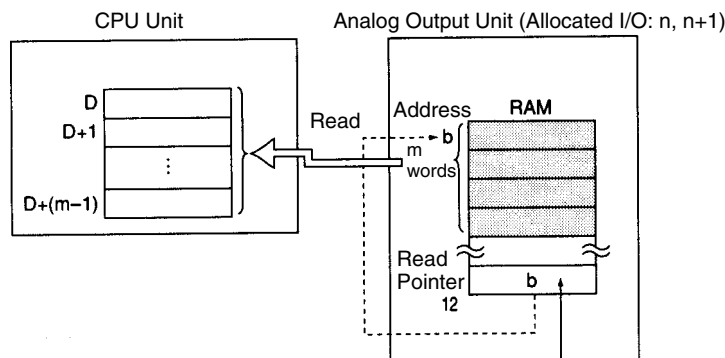 CPU Unit
Analog Output Unit (Allocated I/O: n, n+1)
D
D+1
⋮
D+(m−1)
Read
Address
RAM
b
m
words
Read
Pointer
12
b